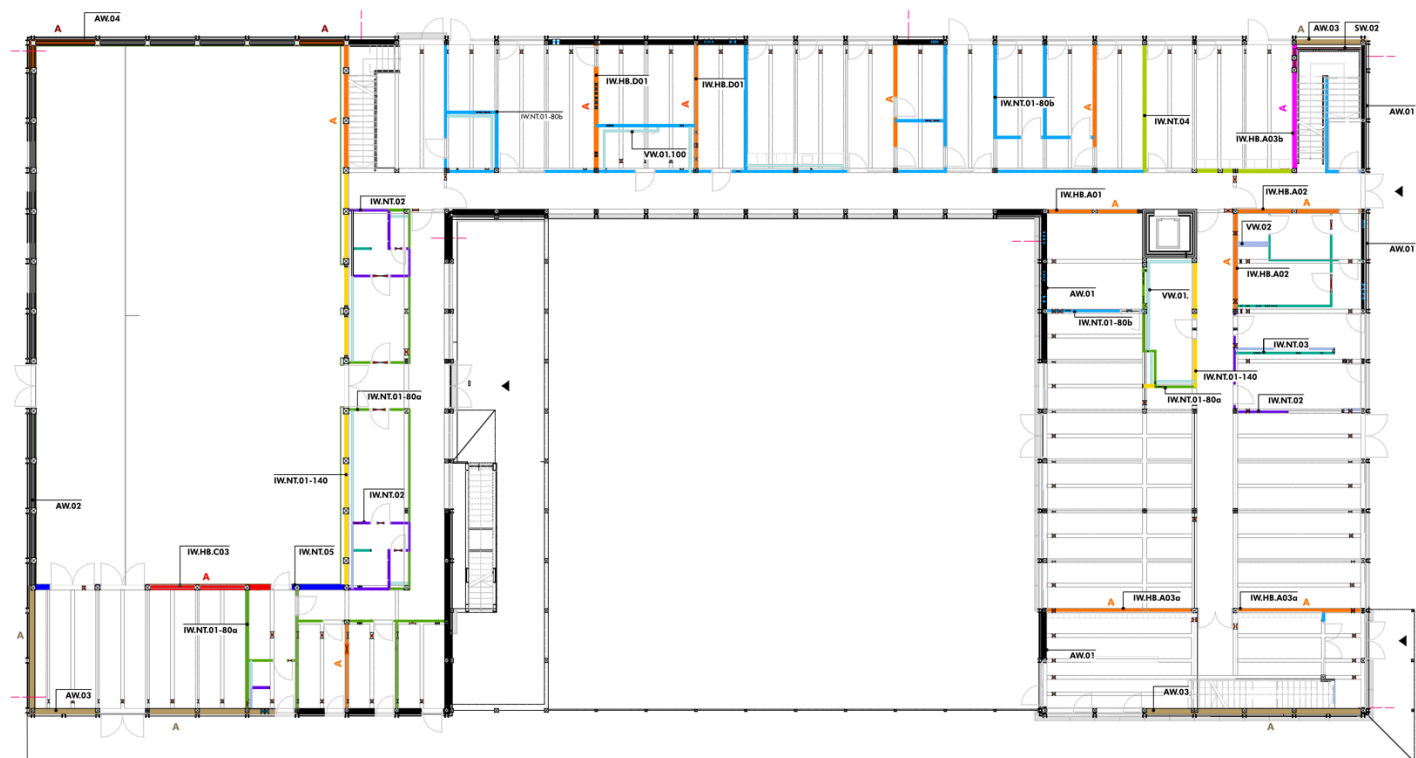 AW.04
A
A
A
AW.03
SW.02
IW.HB.D01
IW.HB.D01
A
A
A
A
A
IW.NT.01-80b
IW.NT.01-80b
IW.NT.04
AW.01
IW.HB.A03b
VW.01.100
IW.NT.02
IW.HB.A01
A
IW.HB.A02
A
VW.02
A
AW.01
IW.HB.A02
AW.01
VW.01.
IW.NT.01-80b
IW.NT.03
IW.NT.01-140
IW.NT.01-80a
IW.NT.01-80a
IW.NT.02
IW.NT.01-140
IW.NT.02
AW.02
IW.HB.C03
A
IW.NT.05
IW.HB.A03a
A
IW.HB.A03a
A
A
IW.NT.01-80a
A
AW.01
AW.03
A
AW.03
A